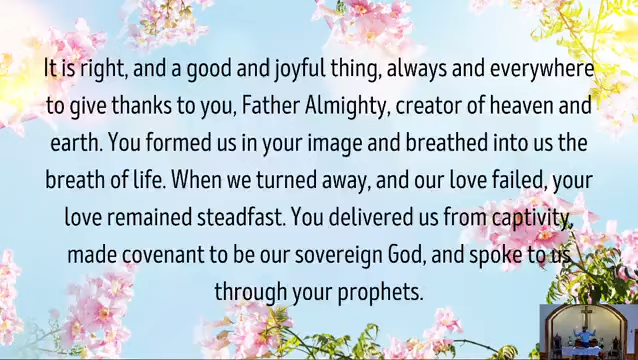 It is right, and a good and joyful thing, always and everywhere
to give thanks to you, Father Almighty, creator of heaven and
earth. You formed us in your image and breathed into us the
breath of life. When we turned away, and our love failed, your
love remained steadfast. You delivered us from captivity,
made covenant to be our sovereign God, and spoke to us
through your prophets.